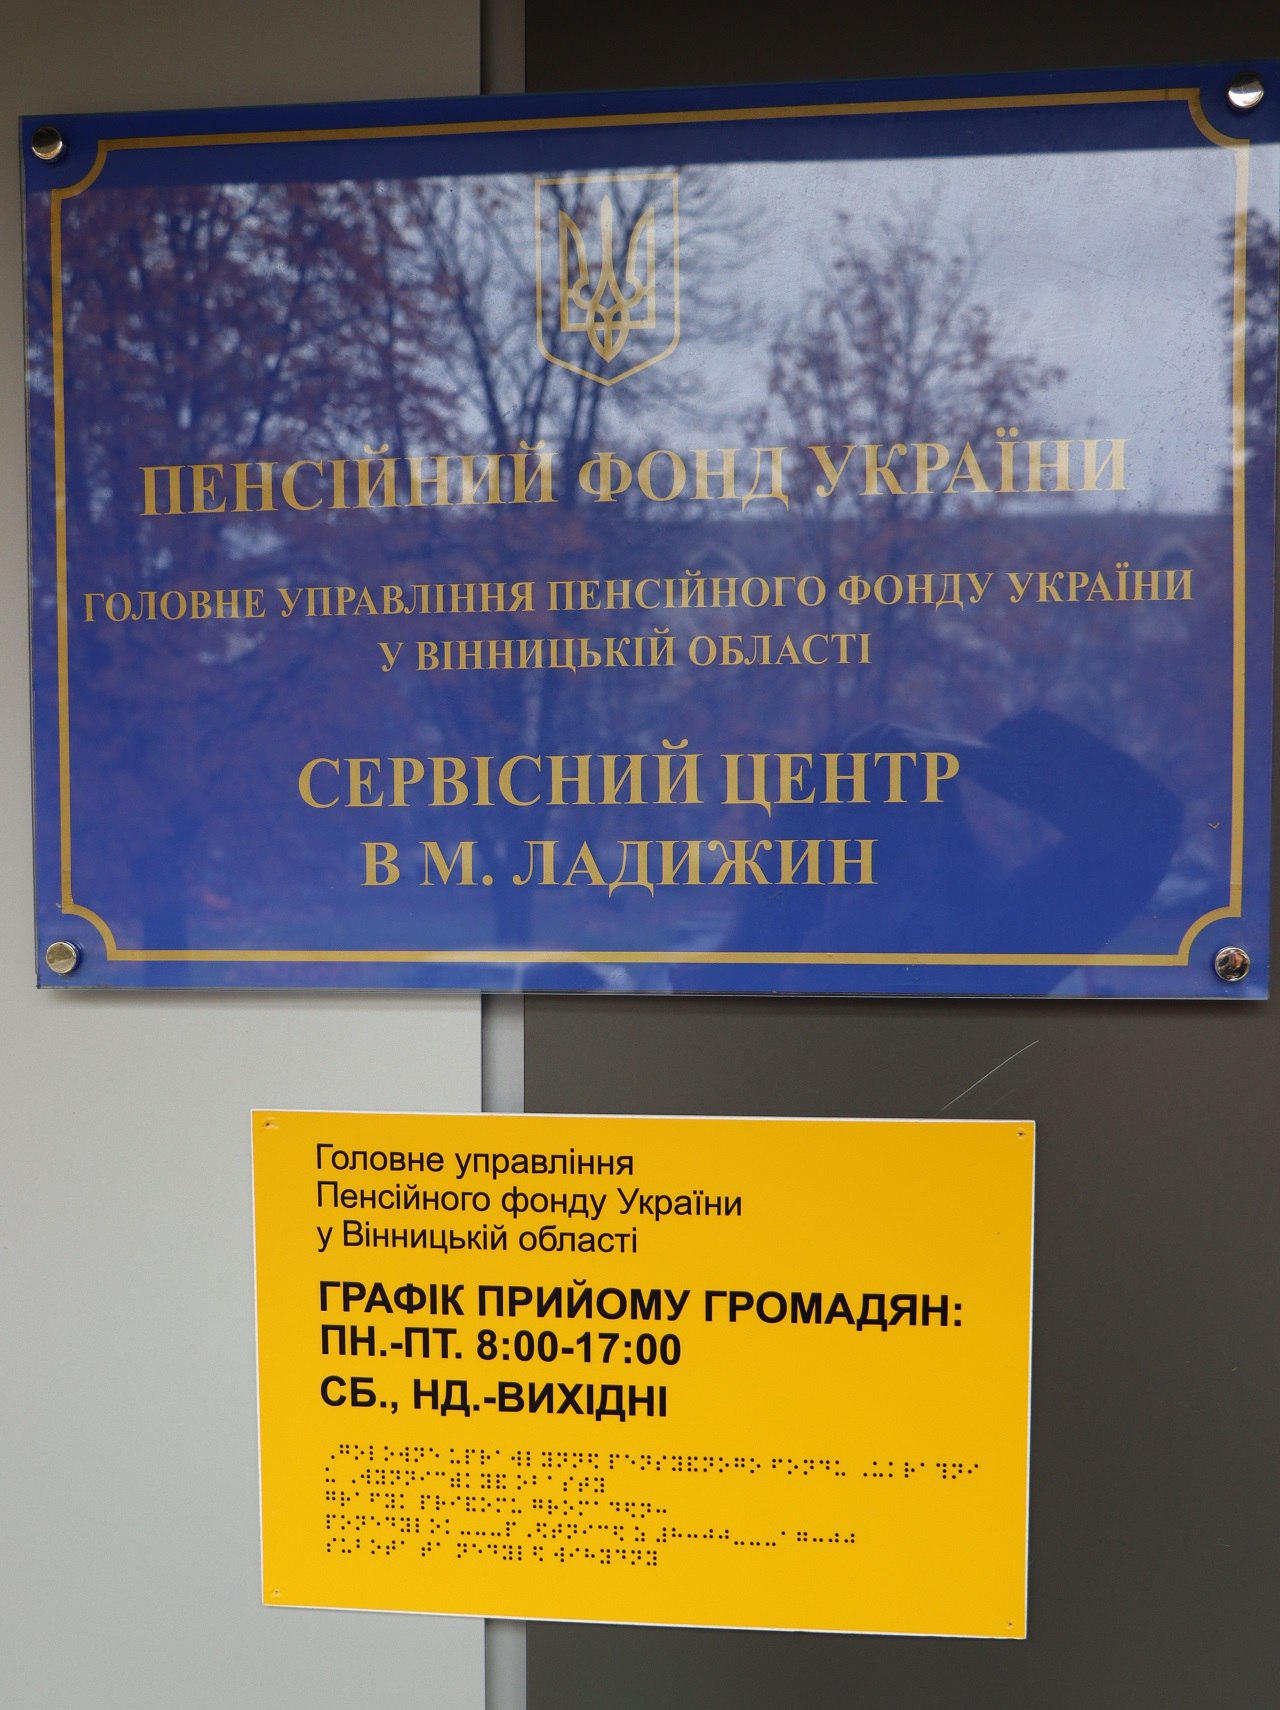 ПЕНСІЙНИЙ ФОНД УКРАЇНИ
ГОЛОВНЕ УПРАВЛІННЯ ПЕНСІЙНОГО ФОНДУ УКРАЇНИ
У ВІННИЦЬКІЙ ОБЛАСТІ
СЕРВІСНИЙ ЦЕНТР
В М. ЛАДИЖИН
Головне управління
Пенсійного фонду України
у Вінницькій області
ГРАФІК ПРИЙОМУ ГРОМАДЯН:
ПН.-ПТ. 8:00-17:00
СБ., НД.-ВИХІДНІ